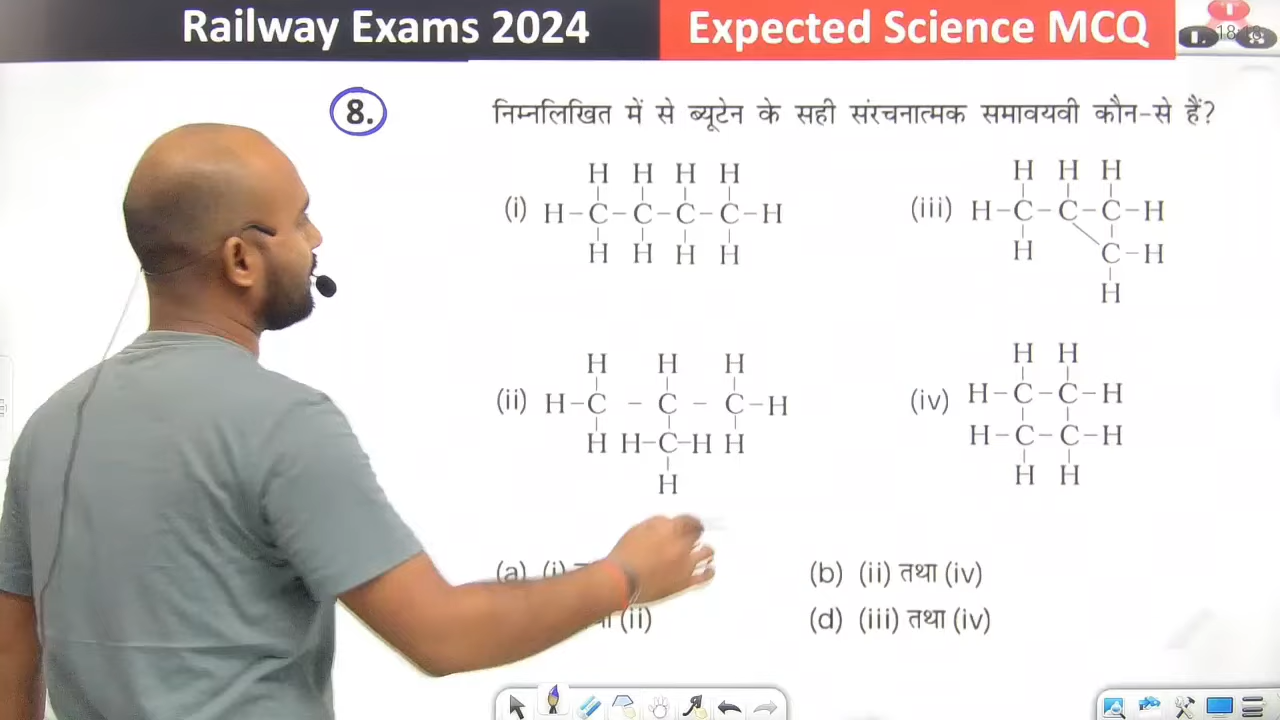 Railway Exams 2024
Expected Science MCQ
8.
निम्नलिखित में से ब्यूटेन के सही संरचनात्मक समावयवी कौन-से हैं?
(i)
H H H H
H-C-C-C-C-H
H H H H
(iii)
H H H
H-C-C-C-H
H C-H
H
(ii)
H H H
H-C - C - C-H
H H-C-H H
H
(iv)
H H
H-C-C-H
H-C-C-H
H H
(a) (i)
(b) (ii) तथा (iv)
(ii)
(d) (iii) तथा (iv)